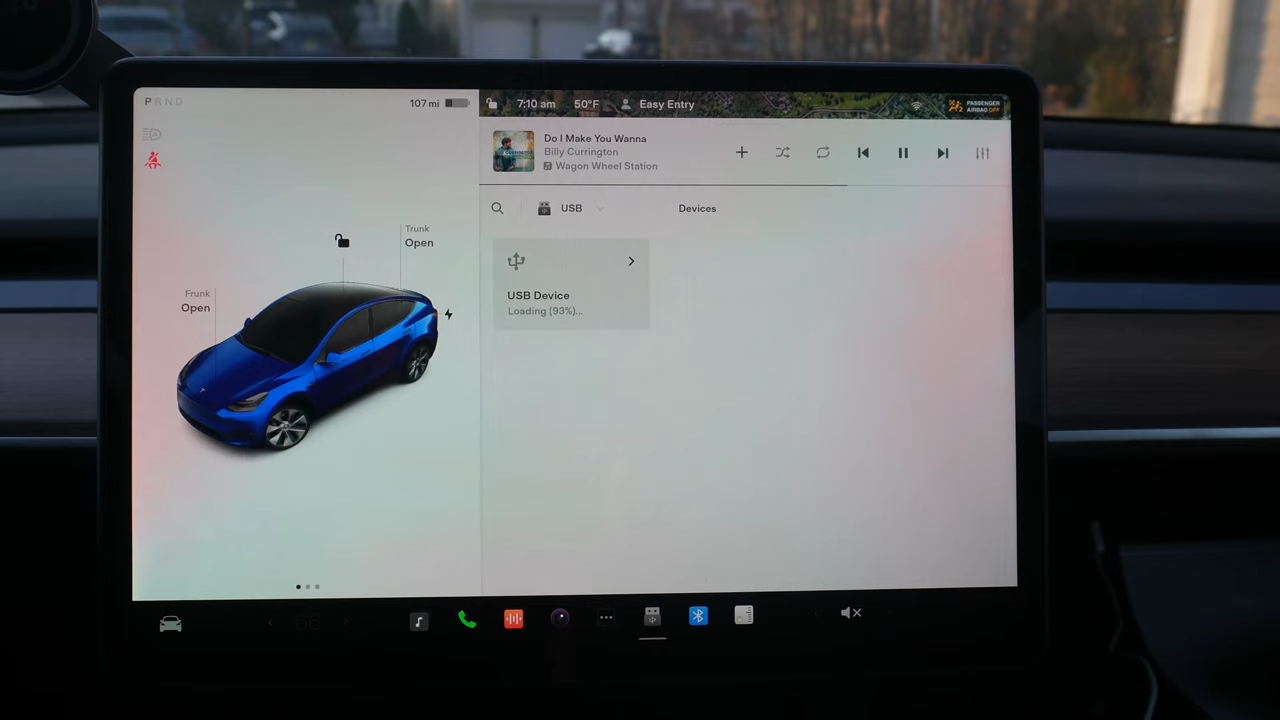 P R N D
107 mi
7:10 am
50°F
Easy Entry
PASSENGER
AIRBAG OFF
Do I Make You Wanna
Billy Currington
Wagon Wheel Station
USB
Devices
USB Device
Loading (93%)...
Trunk
Open
Frunk
Open
68